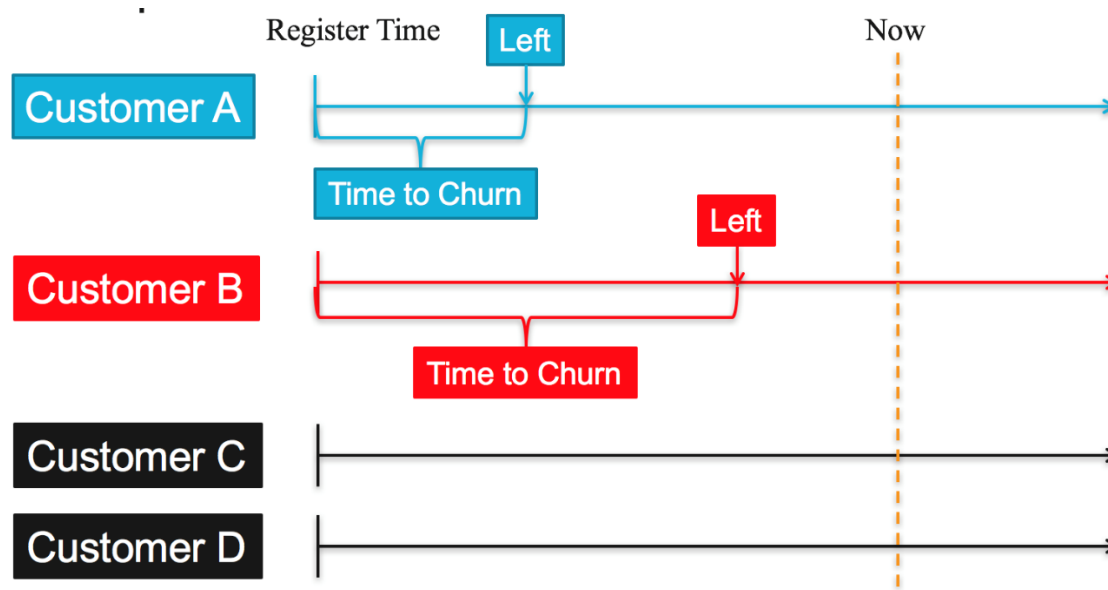 Register Time
Left
Now
Customer A
Time to Churn
Left
Customer B
Time to Churn
Customer C
Customer D